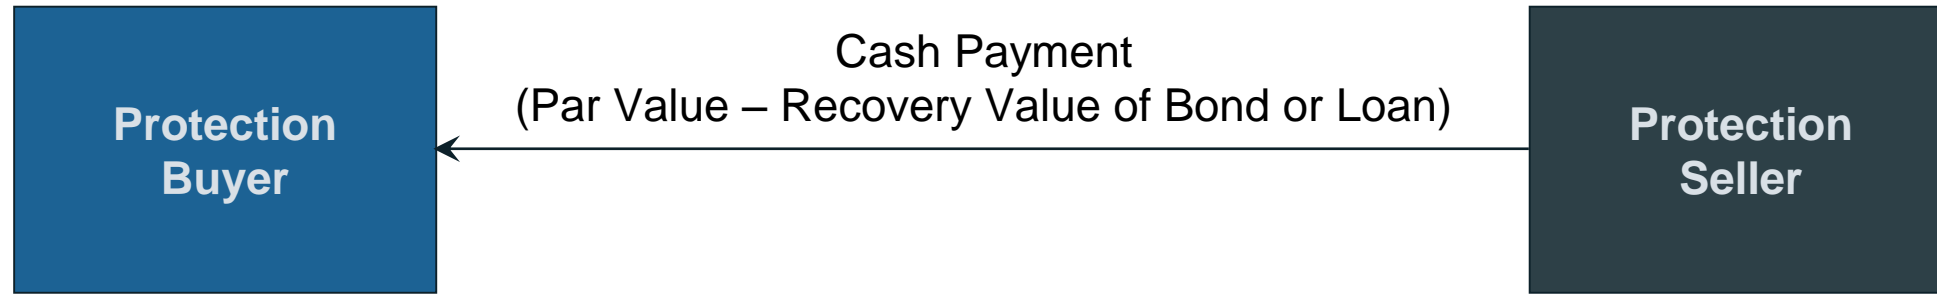 Protection
Buyer
Cash Payment
(Par Value – Recovery Value of Bond or Loan)
Protection
Seller